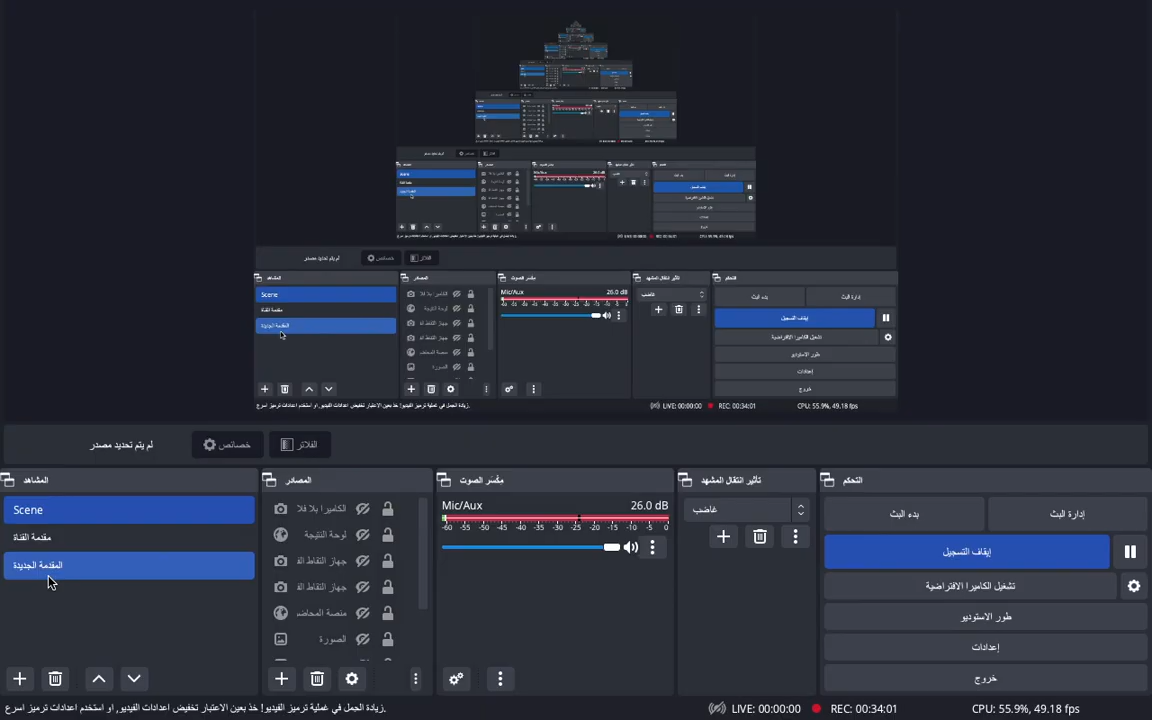 لم يتم تحديد مصدر
خصائص
الفلاتر
المشاهد
Scene
مقدمة القناة
المقدمة الجديدة
المصادر
الكاميرا بلا فلا
لوحة النتيجة
جهاز التقاط الف
جهاز التقاط الف
منصة المحاضر
الصورة
مكسر الصوت
Mic/Aux
26.0 dB
-60 -55 -50 -45 -40 -35 -30 -25 -20 -15 -10 -5 0
تأثير انتقال المشهد
غاضب
التحكم
بدء البث
إدارة البث
إيقاف التسجيل
تشغيل الكاميرا الافتراضية
طور الاستوديو
إعدادات
خروج
زيادة الحمل في عملية ترميز الفيديو! خذ بعين الاعتبار تخفيض اعدادات الفيديو, او استخدم اعدادات ترميز اسرع.
LIVE: 00:00:00
REC: 00:34:01
CPU: 55.9%, 49.18 fps